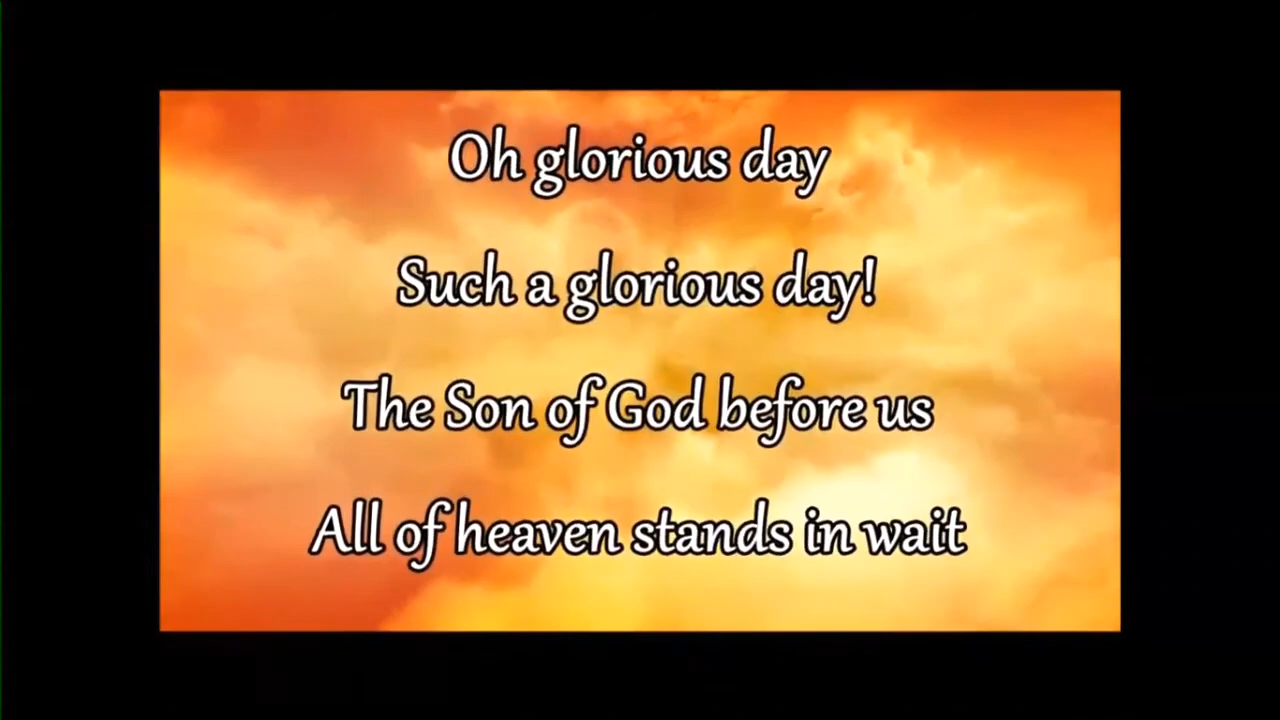 Oh glorious day
Such a glorious day!
The Son of God before us
All of heaven stands in wait